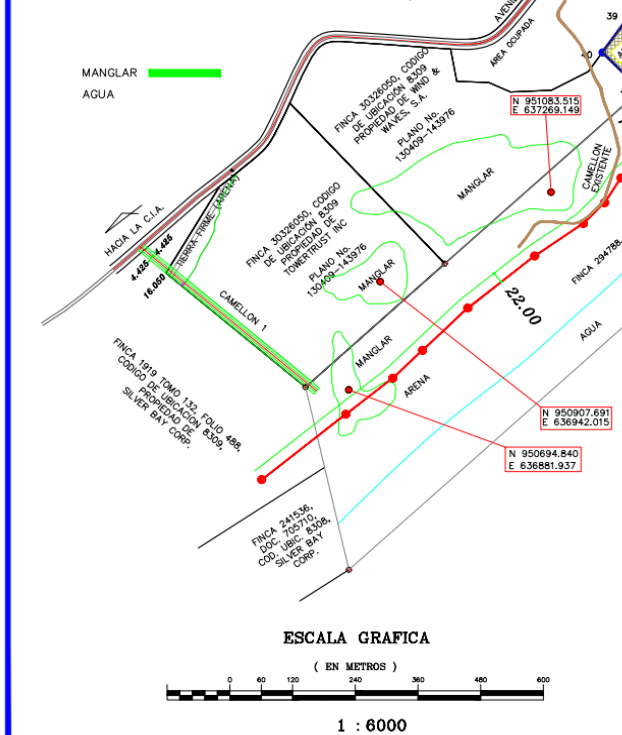 39
AVENI
AREA OCUPADA
10
MANGLAR
AGUA
FINCA 30326050, CODIGO
DE UBICACIÓN 8309
PROPIEDAD DE WIND &
WAVES, S.A.
PLANO No.
130409-143976
N 951083.515
E 637269.149
MANGLAR
CAMELLON
EXISTENTE
HACIA LA C.I.A.
TIERRA-FIRME (ARENA)
4.425 4.485
16.050
FINCA 30326050, CODIGO
DE UBICACIÓN 8309
PROPIEDAD DE
TOWERTRUST INC
PLANO No.
130409-143976
MANGLAR
CAMELLON 1
FINCA 294788.
22.00
AGUA
MANGLAR
ARENA
FINCA 1919 TOMO 132, FOLIO 488,
CODIGO DE UBICACION 8309,
PROPIEDAD DE
SILVER BAY CORP.
N 950907.691
E 636942.015
N 950694.840
E 636881.937
FINCA 241536,
DOC. 705710,
COD. UBIC. 8308,
SILVER BAY
CORP.
ESCALA GRAFICA
( EN METROS )
0 60 120 240 360 480 600
1 : 6000